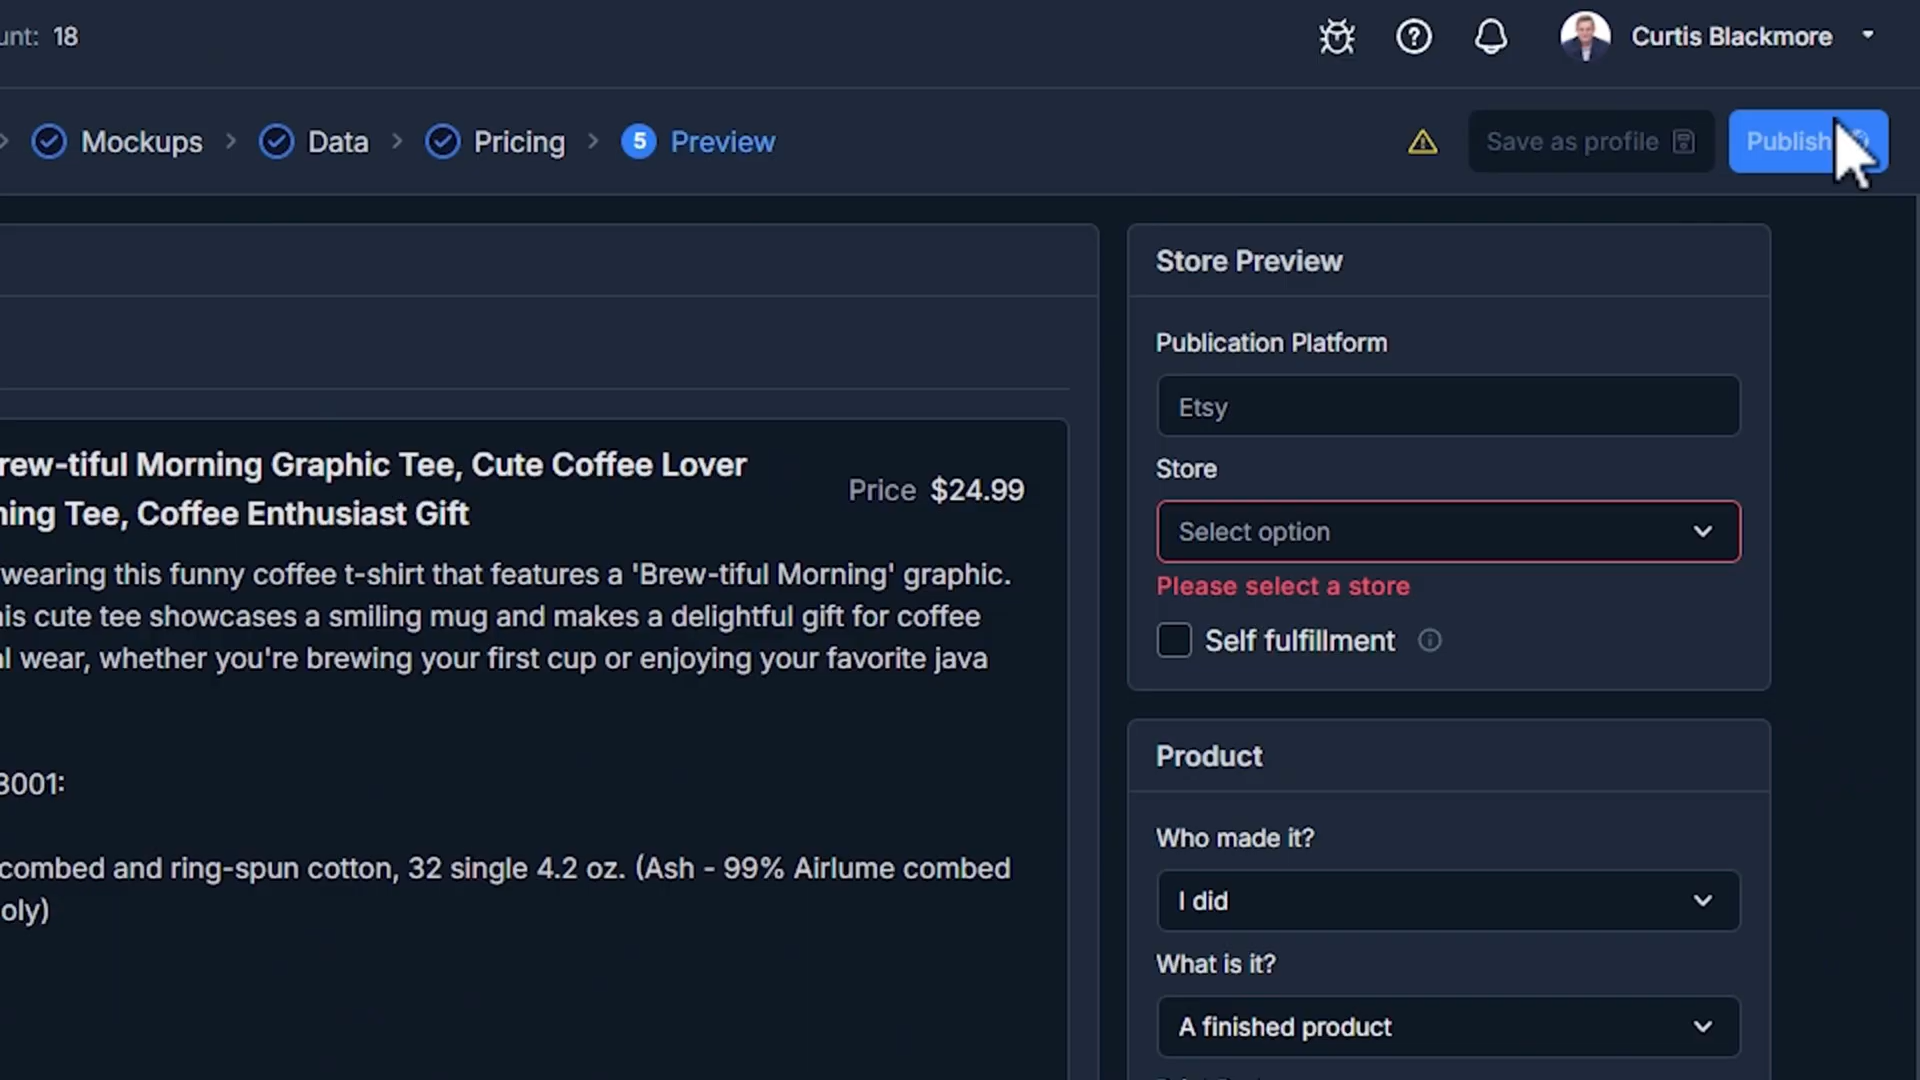 unt: 18
Curtis Blackmore
Mockups
Data
Pricing
5 Preview
Save as profile
Publish
Store Preview
Publication Platform
Etsy
Store
Select option
Please select a store
Self fulfillment
rew-tiful Morning Graphic Tee, Cute Coffee Lover
ning Tee, Coffee Enthusiast Gift
Price $24.99
wearing this funny coffee t-shirt that features a 'Brew-tiful Morning' graphic.
his cute tee showcases a smiling mug and makes a delightful gift for coffee
l wear, whether you're brewing your first cup or enjoying your favorite java
3001:
combed and ring-spun cotton, 32 single 4.2 oz. (Ash - 99% Airlume combed
oly)
Product
Who made it?
I did
What is it?
A finished product